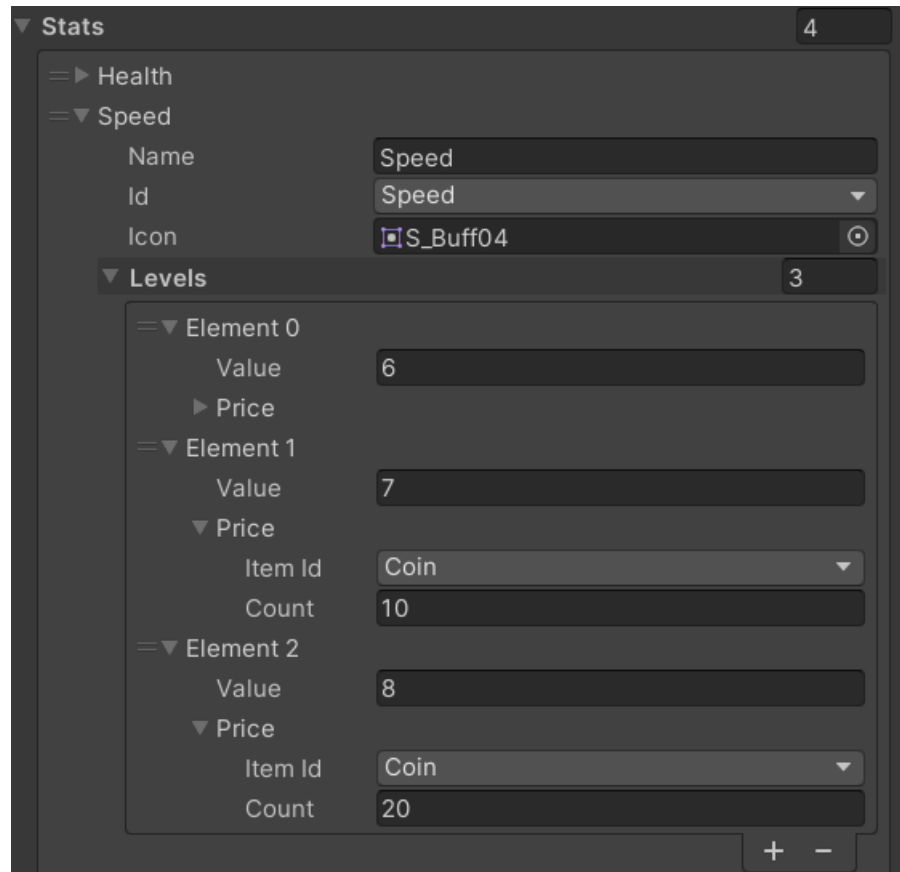 Stats 4
Health
Speed
Name Speed
Id Speed
Icon S_Buff04
Levels 3
Element 0
Value 6
Price
Element 1
Value 7
Price
Item Id Coin
Count 10
Element 2
Value 8
Price
Item Id Coin
Count 20
+ −